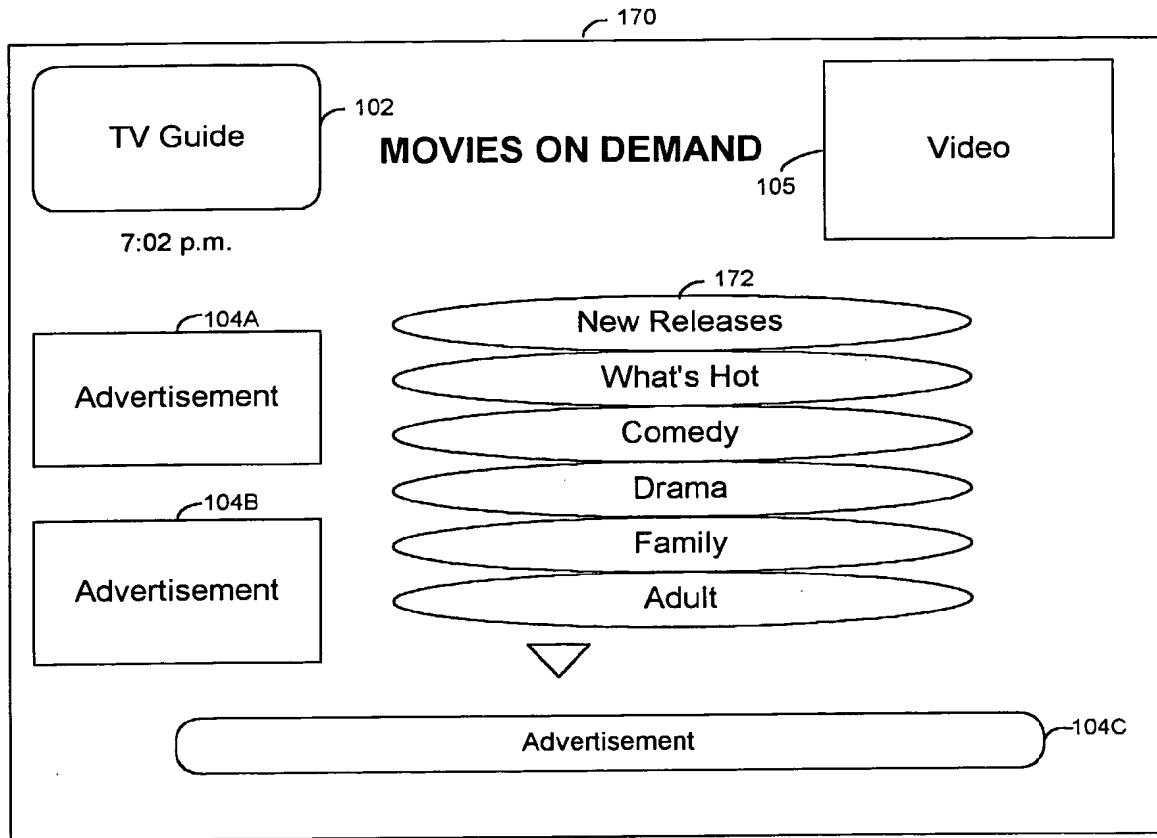 170
TV Guide
102
MOVIES ON DEMAND
Video
105
7:02 p.m.
172
New Releases
104A
Advertisement
What's Hot
Comedy
Drama
104B
Advertisement
Family
Adult
Advertisement
104C